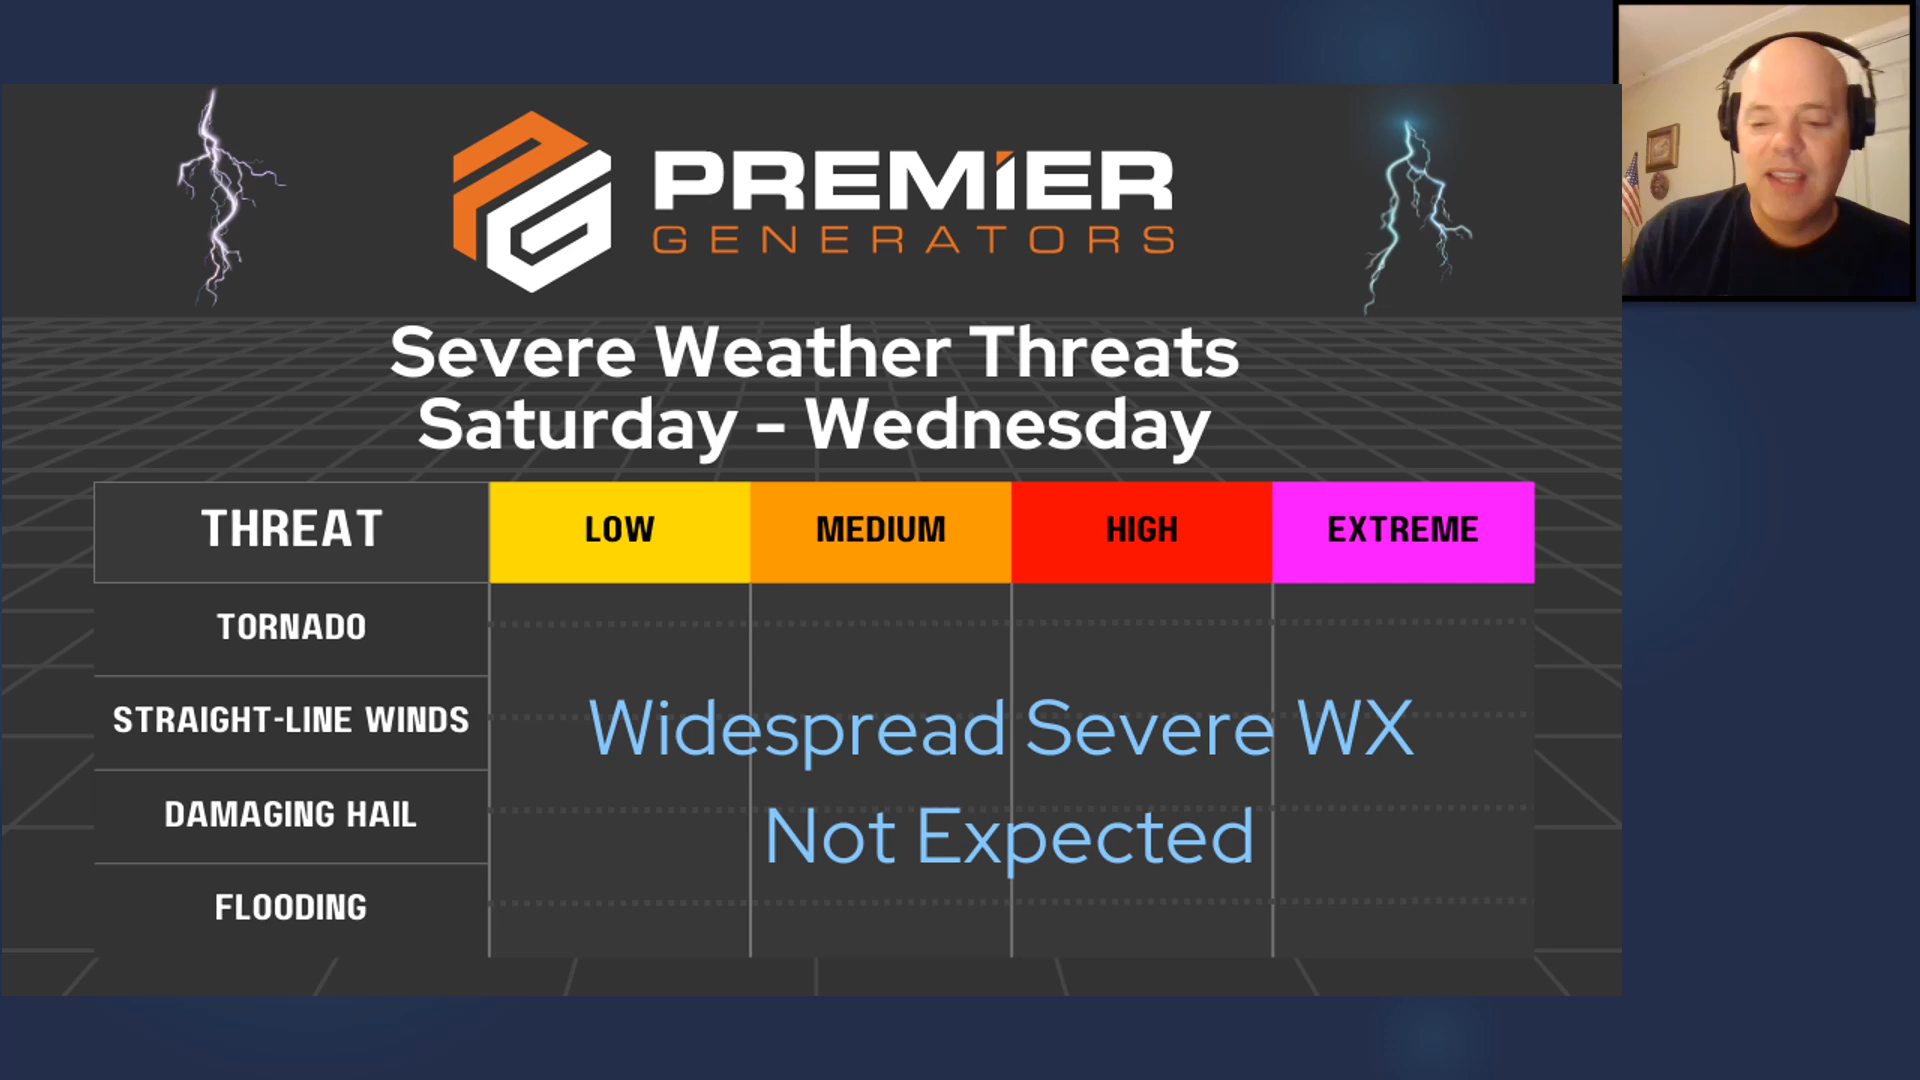 PREMIER
GENERATORS
Severe Weather Threats
Saturday - Wednesday
THREAT LOW MEDIUM HIGH EXTREME
TORNADO
STRAIGHT-LINE WINDS
DAMAGING HAIL
FLOODING
Widespread Severe WX
Not Expected